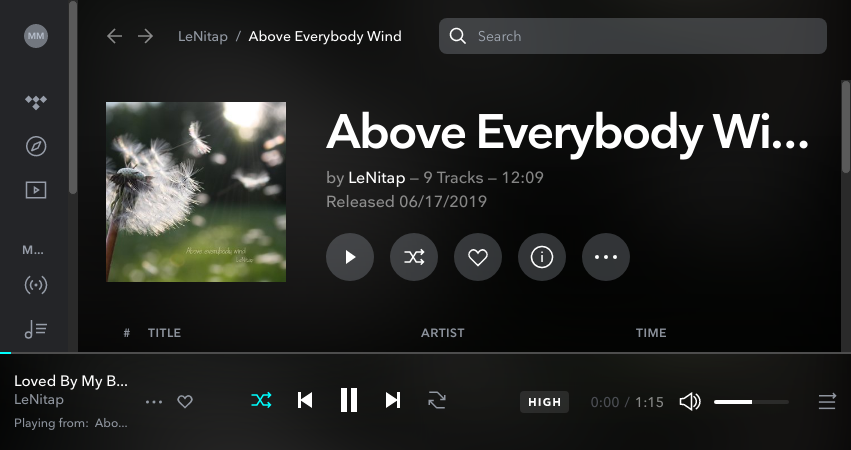 MM
LeNitap / Above Everybody Wind
Search
Above Everybody Wi...
by LeNitap – 9 Tracks – 12:09
Released 06/17/2019
Above everybody wind
LeNitap
M...
# TITLE ARTIST TIME
Loved By My B...
LeNitap
Playing from: Abo...
HIGH
0:00 / 1:15